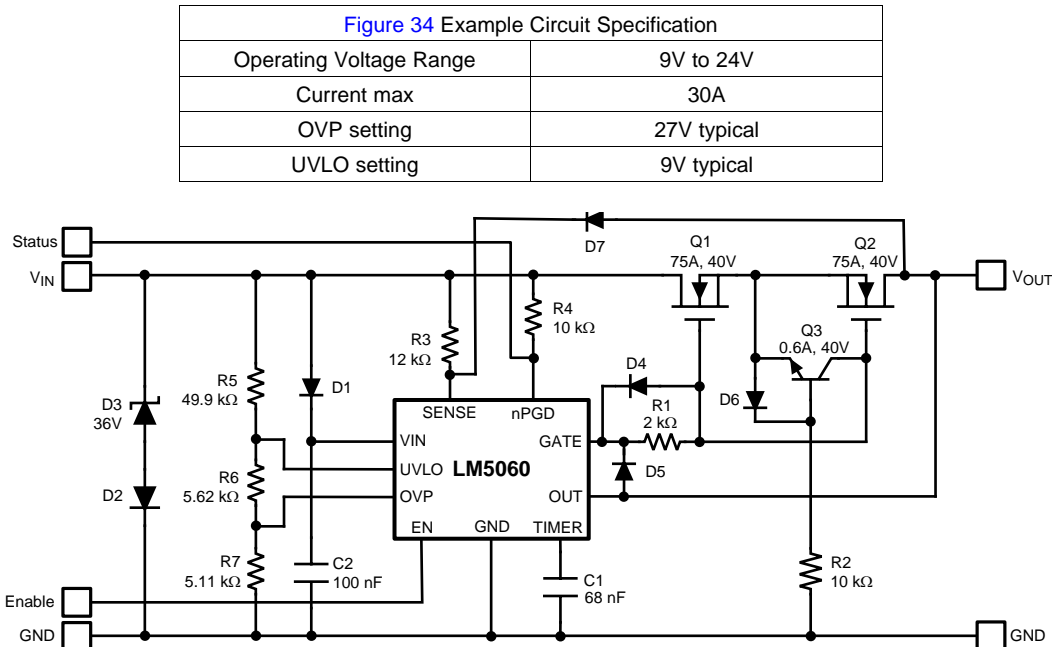 Figure 34 Example Circuit Specification
Operating Voltage Range 9V to 24V
Current max 30A
OVP setting 27V typical
UVLO setting 9V typical
Status
VIN
D7
Q1
75A, 40V
Q2
75A, 40V
VOUT
R3
12 kΩ
R4
10 kΩ
Q3
0.6A, 40V
R5
49.9 kΩ
D1
D4
D6
D3
36V
R1
2 kΩ
SENSE nPGD
VIN GATE
UVLO LM5060
OVP OUT
D5
R6
5.62 kΩ
D2
EN GND TIMER
R7
5.11 kΩ
C2
100 nF
C1
68 nF
R2
10 kΩ
Enable
GND GND